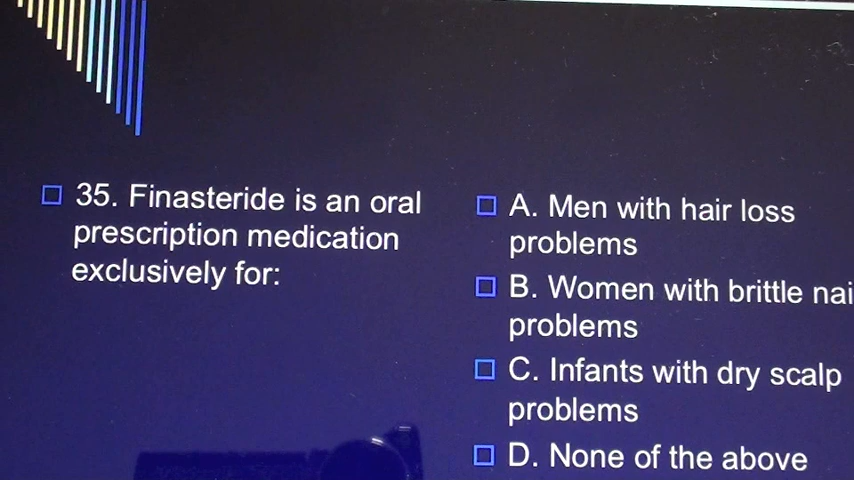 35. Finasteride is an oral
prescription medication
exclusively for:
A. Men with hair loss
problems
B. Women with brittle
problems
C. Infants with dry scalp
problems
D. None of the above